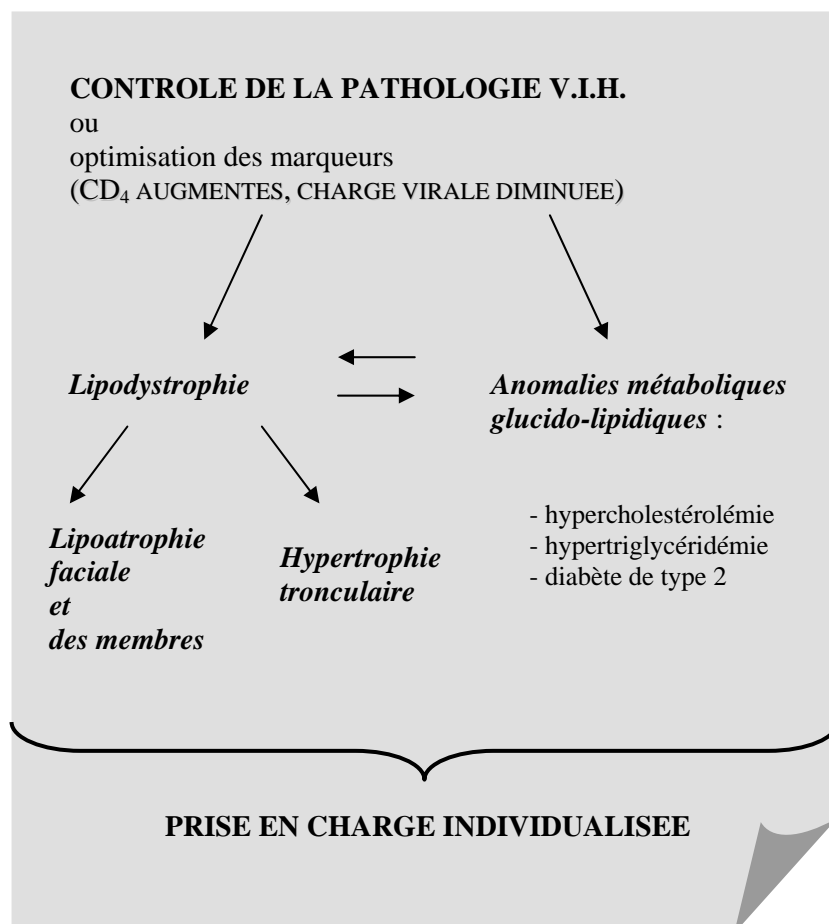 CONTROLE DE LA PATHOLOGIE V.I.H.
ou
optimisation des marqueurs
(CD₄ AUGMENTES, CHARGE VIRALE DIMINUEE)
Lipodystrophie
Anomalies métaboliques
glucido-lipidiques :
Lipoatrophie
faciale
et
des membres
Hypertrophie
tronculaire
- hypercholestérolémie
- hypertriglycéridémie
- diabète de type 2
PRISE EN CHARGE INDIVIDUALISEE